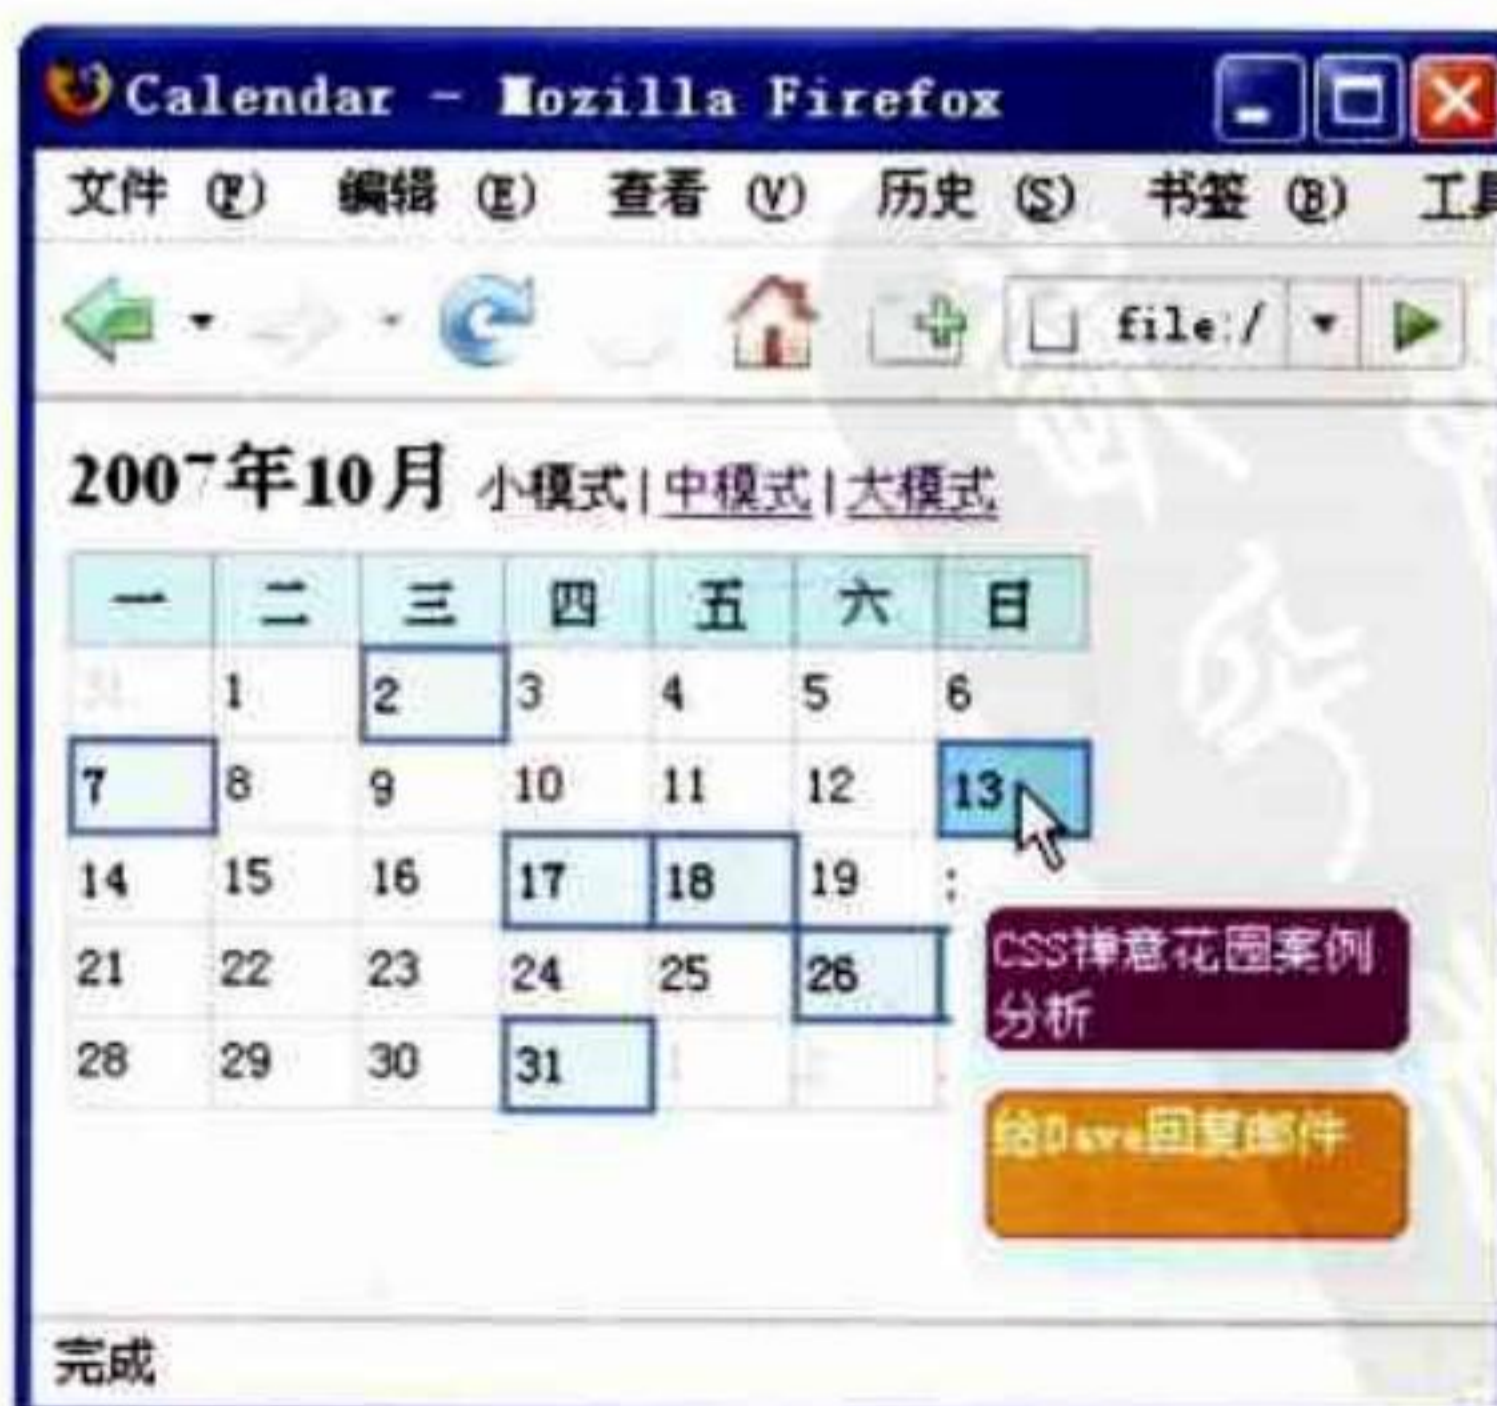 Calendar - Mozilla Firefox
文件 (F) 编辑 (E) 查看 (V) 历史 (S) 书签 (B) 工具
file:/
2007年10月 小模式|中模式|大模式
一 二 三 四 五 六 日
1 2 3 4 5 6
7 8 9 10 11 12 13
14 15 16 17 18 19
21 22 23 24 25 26
28 29 30 31
CSS禅意花园案例
分析
给Dave回复邮件
完成